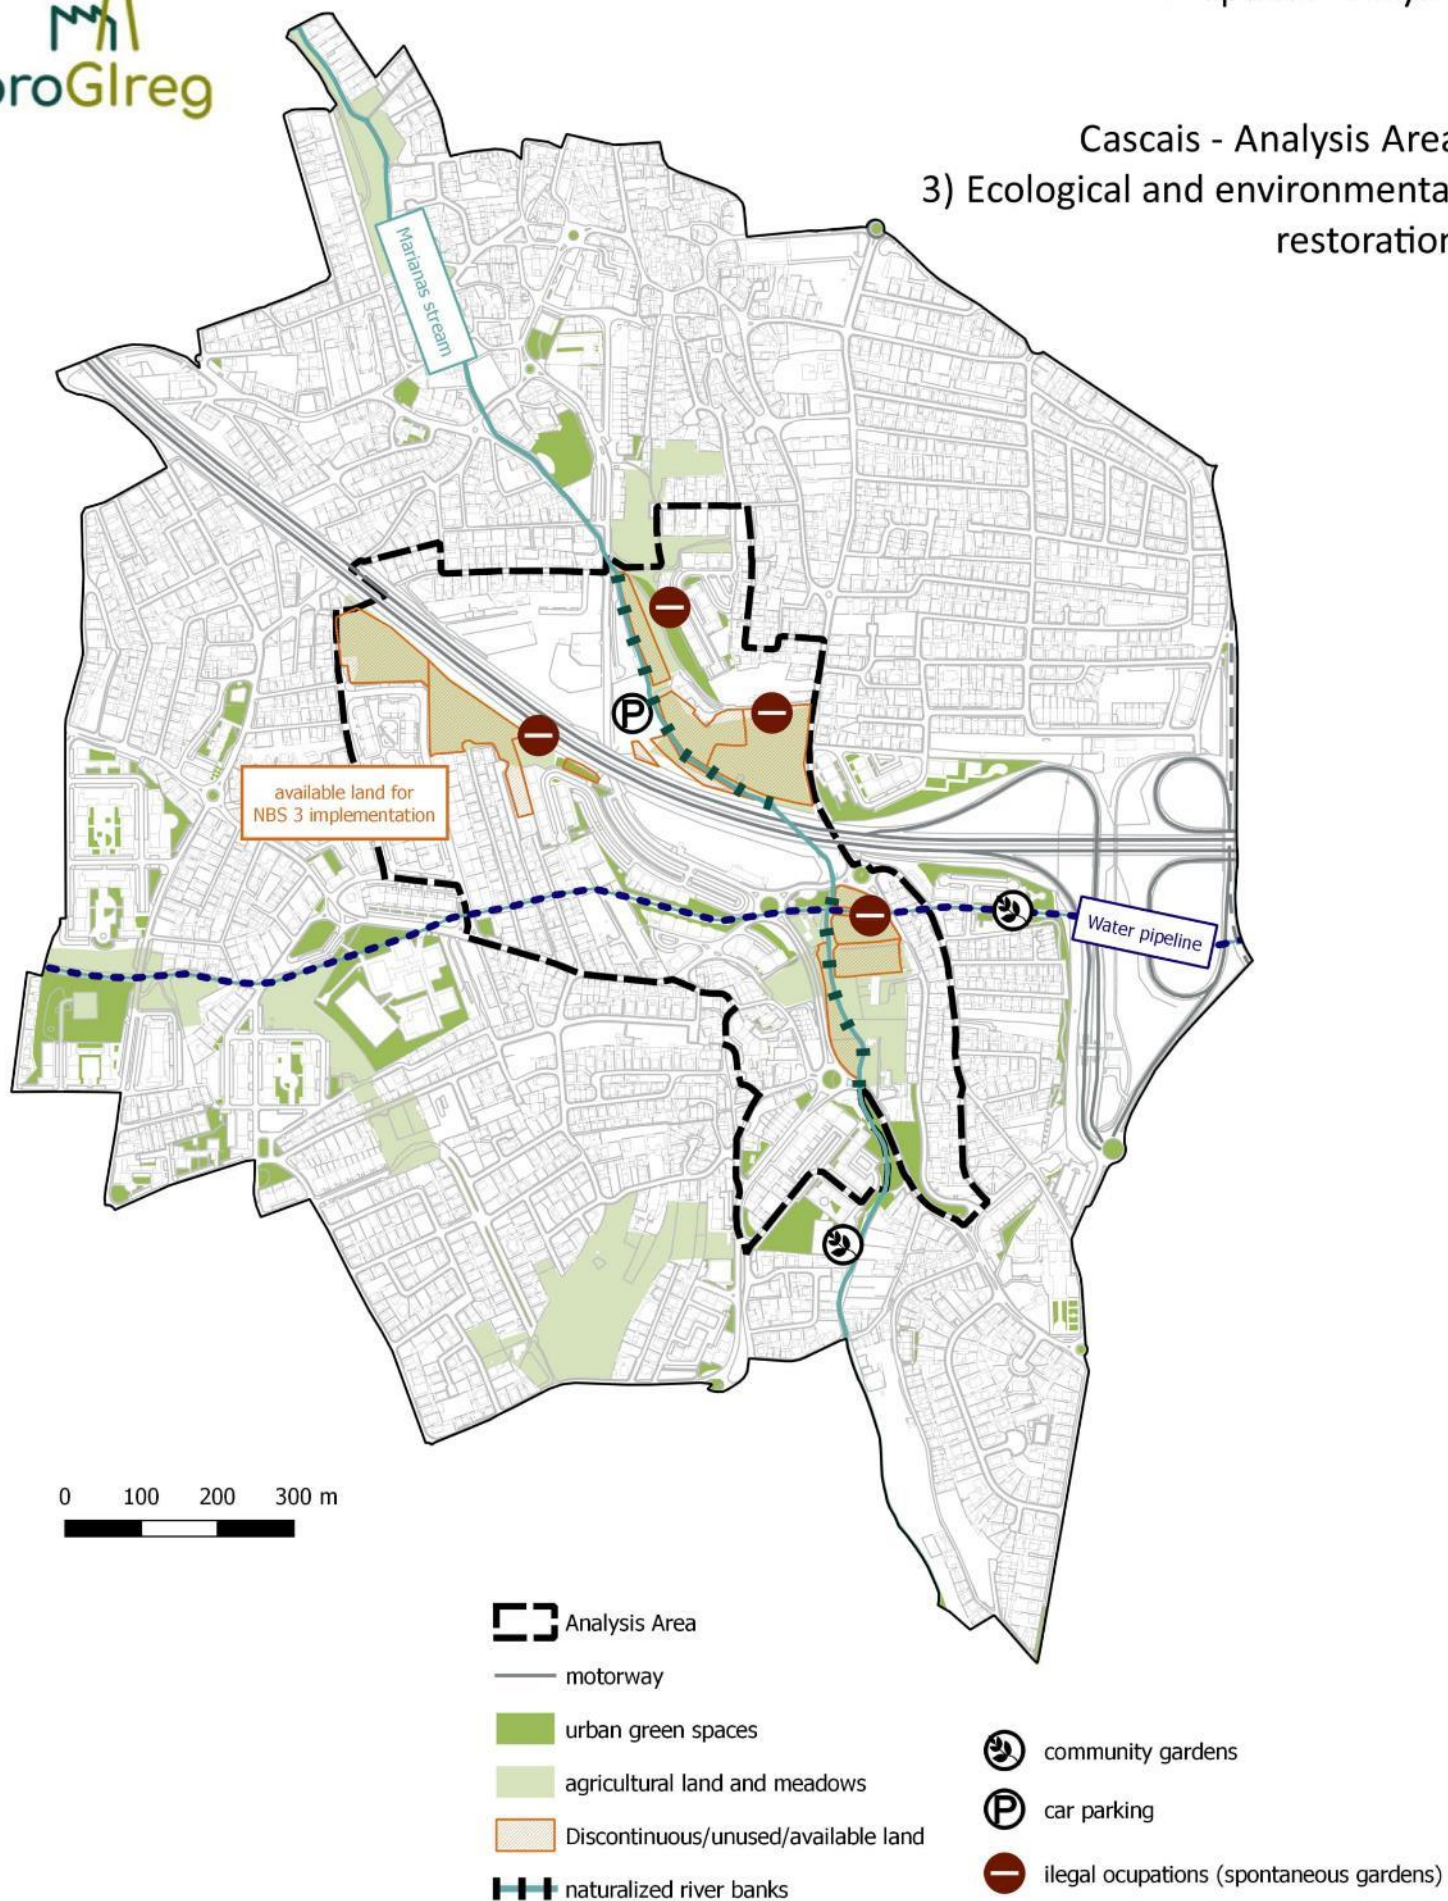 Cascais - Analysis Area
3) Ecological and environmental
restoration
Marianas stream
P
P
available land for
NBS 3 implementation
Water pipeline
0 100 200 300 m
Analysis Area
motorway
urban green spaces
agricultural land and meadows
Discontinuous/unused/available land
naturalized river banks
community gardens
P
car parking
ilegal ocupations (spontaneous gardens)